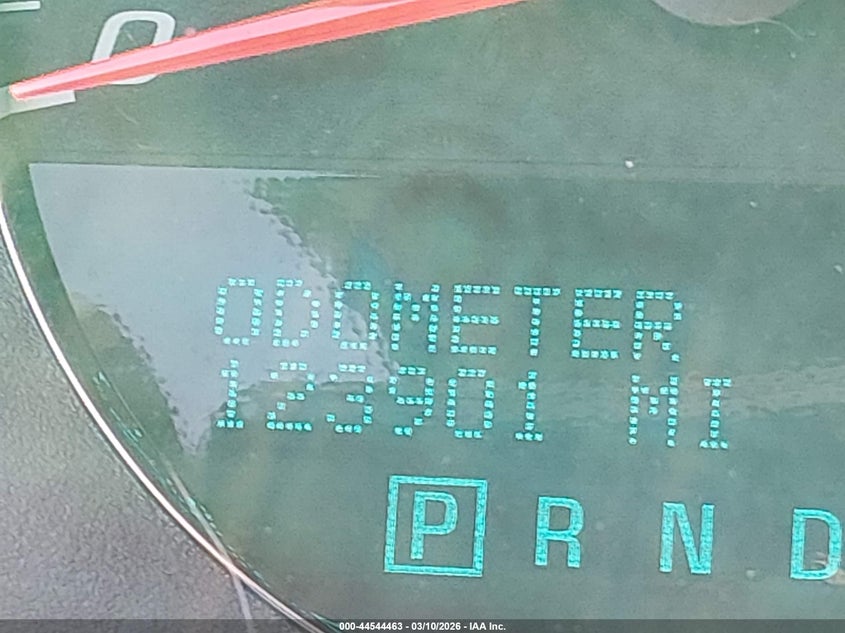 0
ODOMETER
123901 MI
P R N D
000-44544463 - 03/10/2026 - IAA Inc.